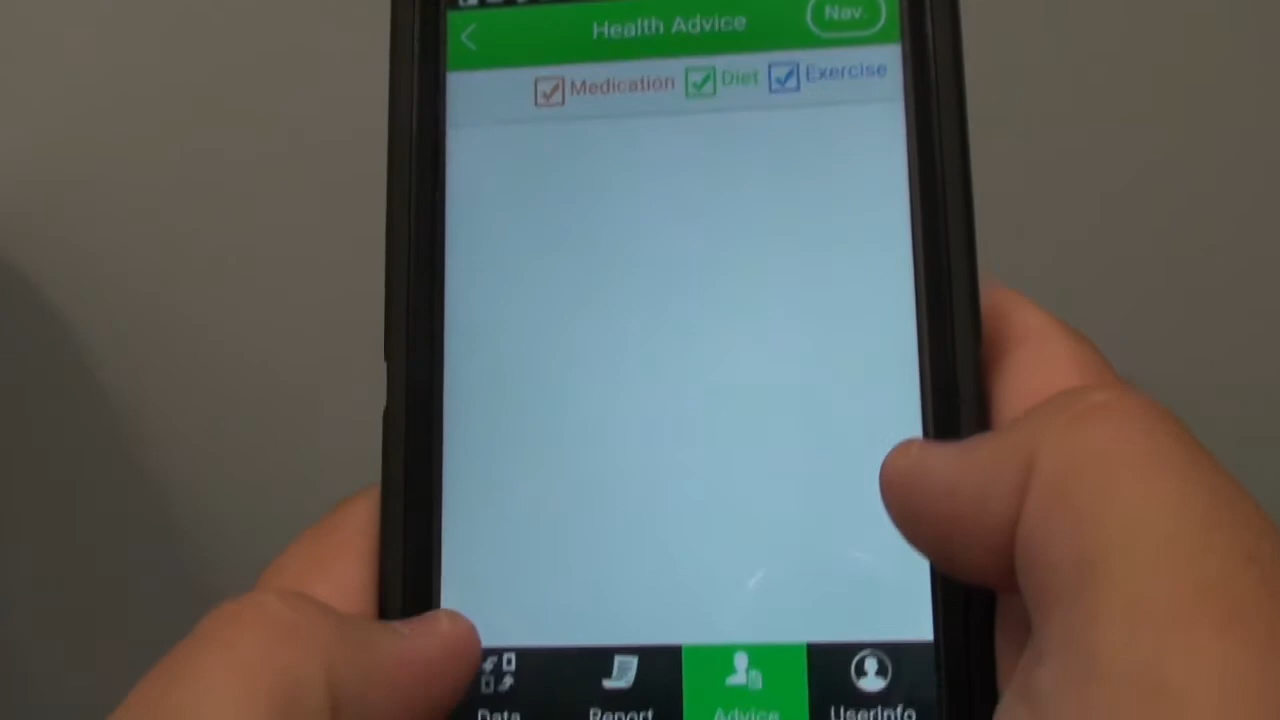 Health Advice
Nav.
Medication Diet Exercise
Data Report Advice UserInfo